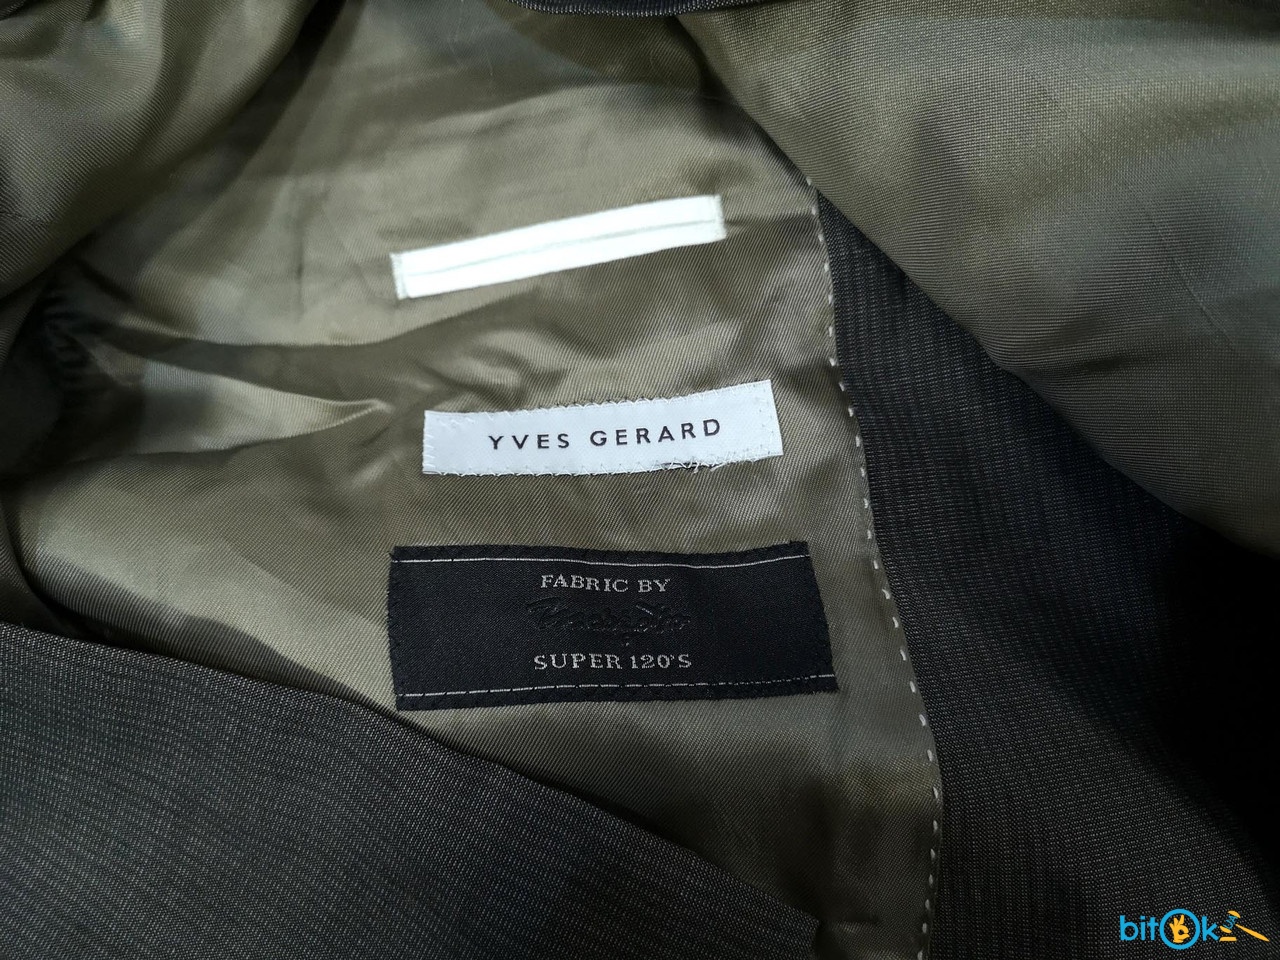 YVES GERARD
FABRIC BY
SUPER 120'S
bitOk